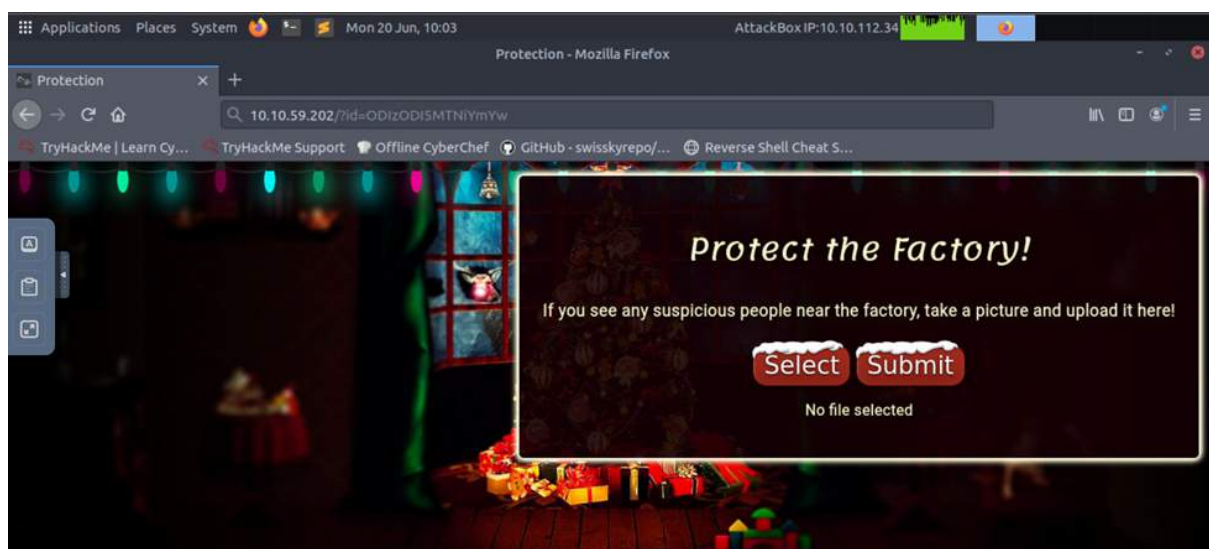 Applications Places System Mon 20 Jun, 10:03 AttackBox IP:10.10.112.34
Protection - Mozilla Firefox
Protection
10.10.59.202/?id=ODIzODI5MTNiYmYw
TryHackMe | Learn Cy... TryHackMe Support Offline CyberChef GitHub - swisskyrepo/... Reverse Shell Cheat S...
Protect the Factory!
If you see any suspicious people near the factory, take a picture and upload it here!
Select Submit
No file selected